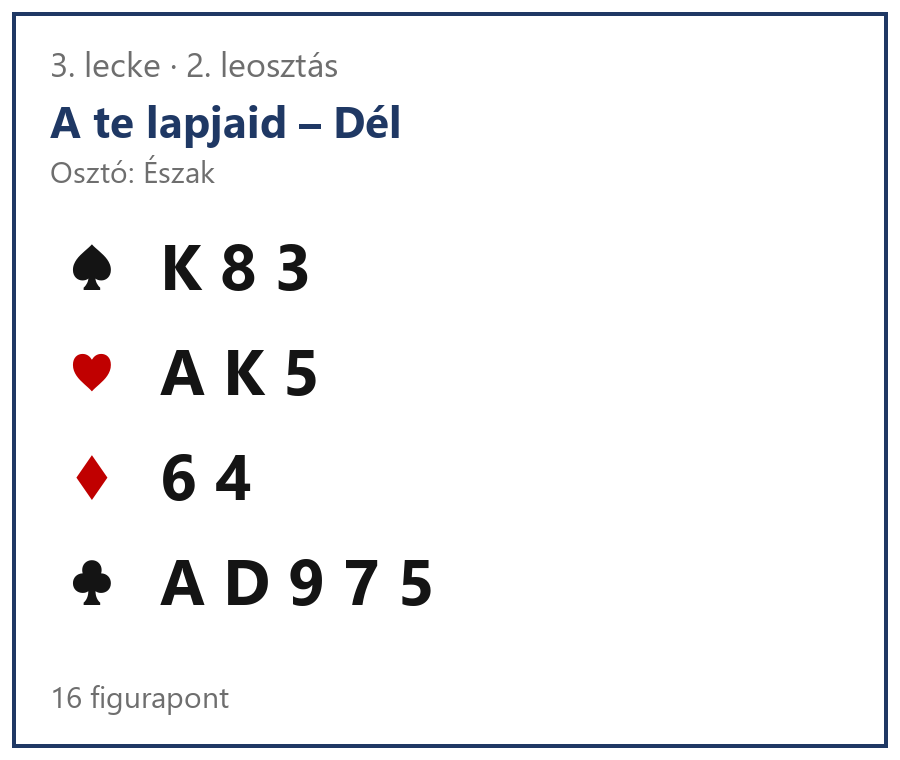 3. lecke · 2. leosztás
A te lapjaid – Dél
Osztó: Észak
♠ K 8 3
♥ A K 5
♦ 6 4
♣ A D 9 7 5
16 figurapont